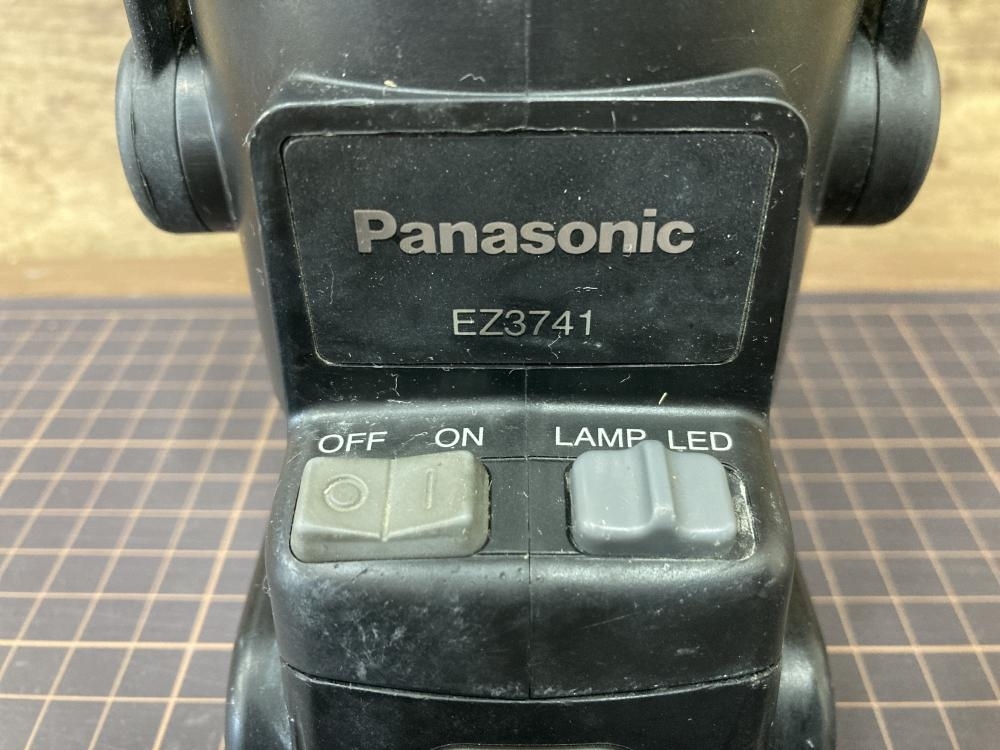 Panasonic
EZ3741
OFF ON LAMP LED